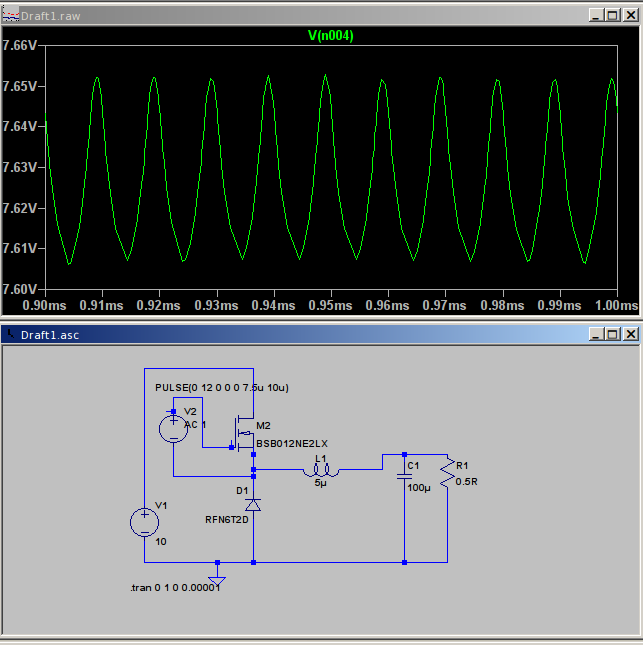 Draft1.raw
V(n004)
7.66V
7.65V
7.64V
7.63V
7.62V
7.61V
7.60V
0.90ms 0.91ms 0.92ms 0.93ms 0.94ms 0.95ms 0.96ms 0.97ms 0.98ms 0.99ms 1.00ms
Draft1.asc
PULSE(0 12 0 0 0 7.5u 10u)
V2
AC 1
M2
BSB012NE2LX
L1
5µ
C1
100µ
R1
0.5R
D1
RFN6T2D
V1
10
.tran 0 1 0 0.00001